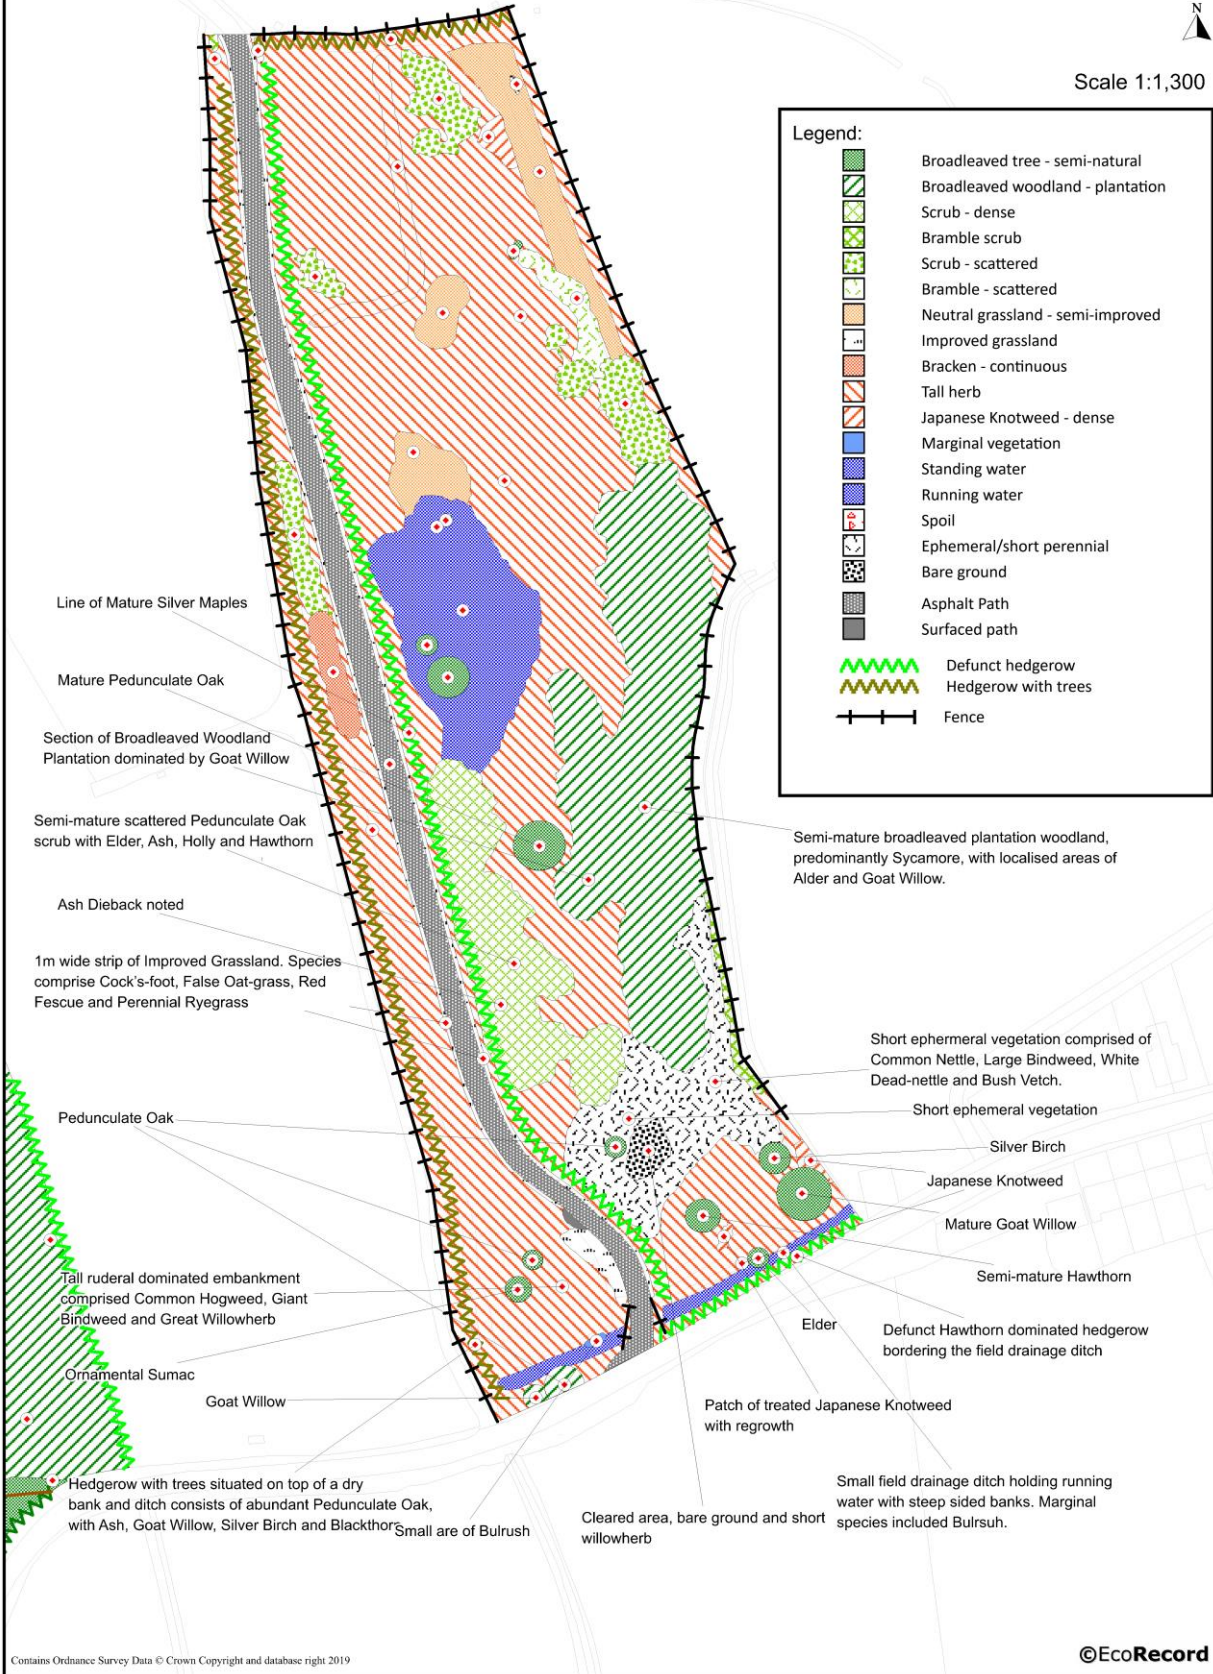 N
Scale 1:1,300
Legend:
Broadleaved tree - semi-natural
Broadleaved woodland - plantation
Scrub - dense
Bramble scrub
Scrub - scattered
Bramble - scattered
Neutral grassland - semi-improved
Improved grassland
Bracken - continuous
Tall herb
Japanese Knotweed - dense
Marginal vegetation
Standing water
Running water
Spoil
Ephemeral/short perennial
Bare ground
Asphalt Path
Surfaced path
Defunct hedgerow
Hedgerow with trees
Fence
Line of Mature Silver Maples
Mature Pedunculate Oak
Section of Broadleaved Woodland
Plantation dominated by Goat Willow
Semi-mature scattered Pedunculate Oak
scrub with Elder, Ash, Holly and Hawthorn
Ash Dieback noted
1m wide strip of Improved Grassland. Species
comprise Cock's-foot, False Oat-grass, Red
Fescue and Perennial Ryegrass
Pedunculate Oak
Tall ruderal dominated embankment
comprised Common Hogweed, Giant
Bindweed and Great Willowherb
Ornamental Sumac
Goat Willow
Hedgerow with trees situated on top of a dry
bank and ditch consists of abundant Pedunculate Oak,
with Ash, Goat Willow, Silver Birch and Blackthorn
Small are of Bulrush
Semi-mature broadleaved plantation woodland,
predominantly Sycamore, with localised areas of
Alder and Goat Willow.
Short ephemeral vegetation comprised of
Common Nettle, Large Bindweed, White
Dead-nettle and Bush Vetch.
Short ephemeral vegetation
Silver Birch
Japanese Knotweed
Mature Goat Willow
Semi-mature Hawthorn
Elder
Defunct Hawthorn dominated hedgerow
bordering the field drainage ditch
Patch of treated Japanese Knotweed
with regrowth
Small field drainage ditch holding running
water with steep sided banks. Marginal
species included Bulrsuh.
Cleared area, bare ground and short
willowherb
Contains Ordnance Survey Data © Crown Copyright and database right 2019
©EcoRecord